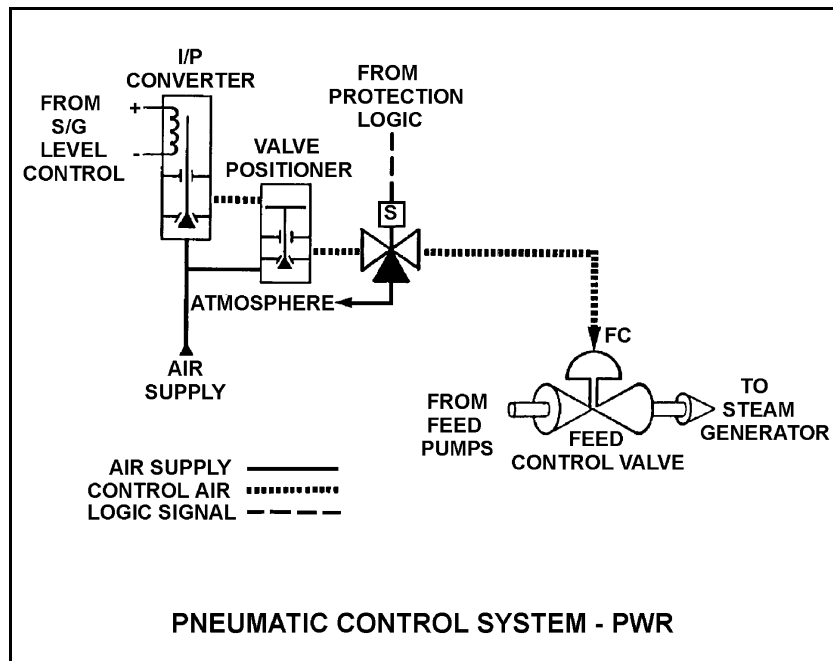 I/P
CONVERTER
FROM
S/G
LEVEL
CONTROL
+
-
VALVE
POSITIONER
FROM
PROTECTION
LOGIC
S
ATMOSPHERE
AIR
SUPPLY
FC
FROM
FEED
PUMPS
FEED
CONTROL VALVE
TO
STEAM
GENERATOR
AIR SUPPLY
CONTROL AIR
LOGIC SIGNAL
PNEUMATIC CONTROL SYSTEM - PWR